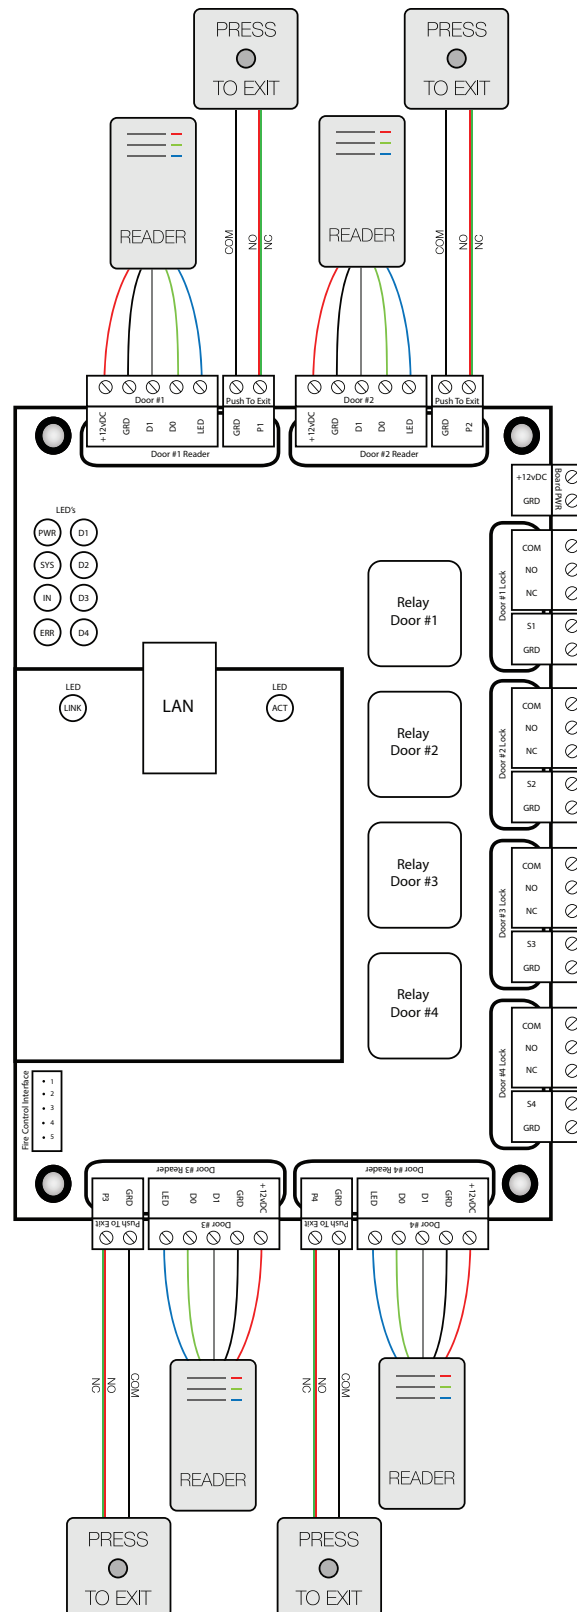 PRESS
TO EXIT
PRESS
TO EXIT
READER
READER
COM
NO
NC
COM
NO
NC
Door #1
Push To Exit
Door #2
Push To Exit
+12vDC
GRD
D1
D0
LED
GRD
P1
+12vDC
GRD
D1
D0
LED
GRD
P2
Door #1 Reader
Door #2 Reader
+12vDC
GRD
Board PWR
LED's
PWR
D1
SYS
D2
IN
D3
ERR
D4
COM
NO
NC
S1
GRD
Door #1 Lock
Relay
Door #1
LED
LINK
LAN
LED
ACT
Relay
Door #2
COM
NO
NC
S2
GRD
Door #2 Lock
Relay
Door #3
COM
NO
NC
S3
GRD
Door #3 Lock
Relay
Door #4
COM
NO
NC
S4
GRD
Door #4 Lock
Fire Control Interface
1
2
3
4
5
Door #3 Reader
Door #4 Reader
P3
GRD
LED
D0
D1
GRD
+12vDC
P4
GRD
LED
D0
D1
GRD
+12vDC
Push To Exit
Door #3
Push To Exit
Door #4
NC
NO
COM
NC
NO
COM
READER
READER
PRESS
TO EXIT
PRESS
TO EXIT